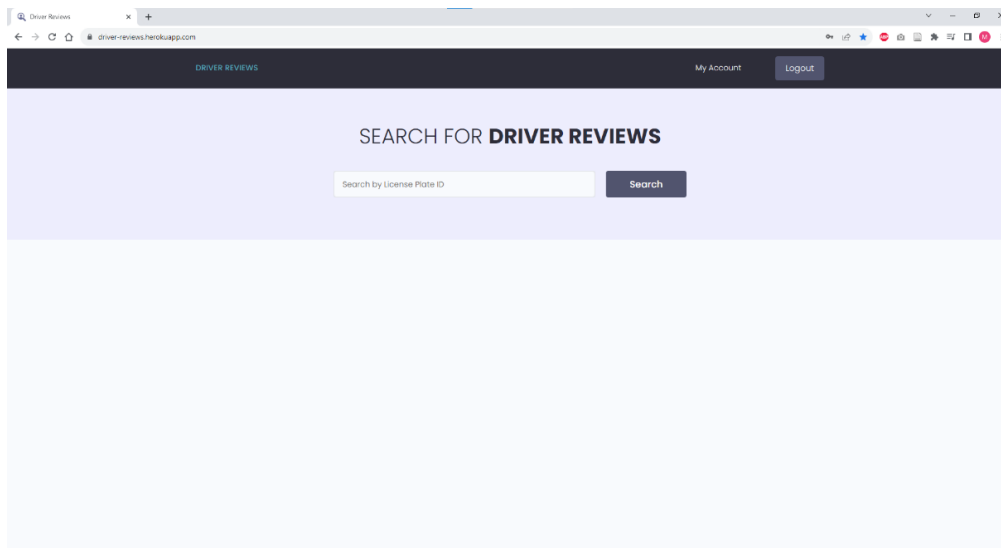 Driver Reviews
driver-reviews.herokuapp.com
DRIVER REVIEWS
My Account
Logout
SEARCH FOR DRIVER REVIEWS
Search by License Plate ID
Search